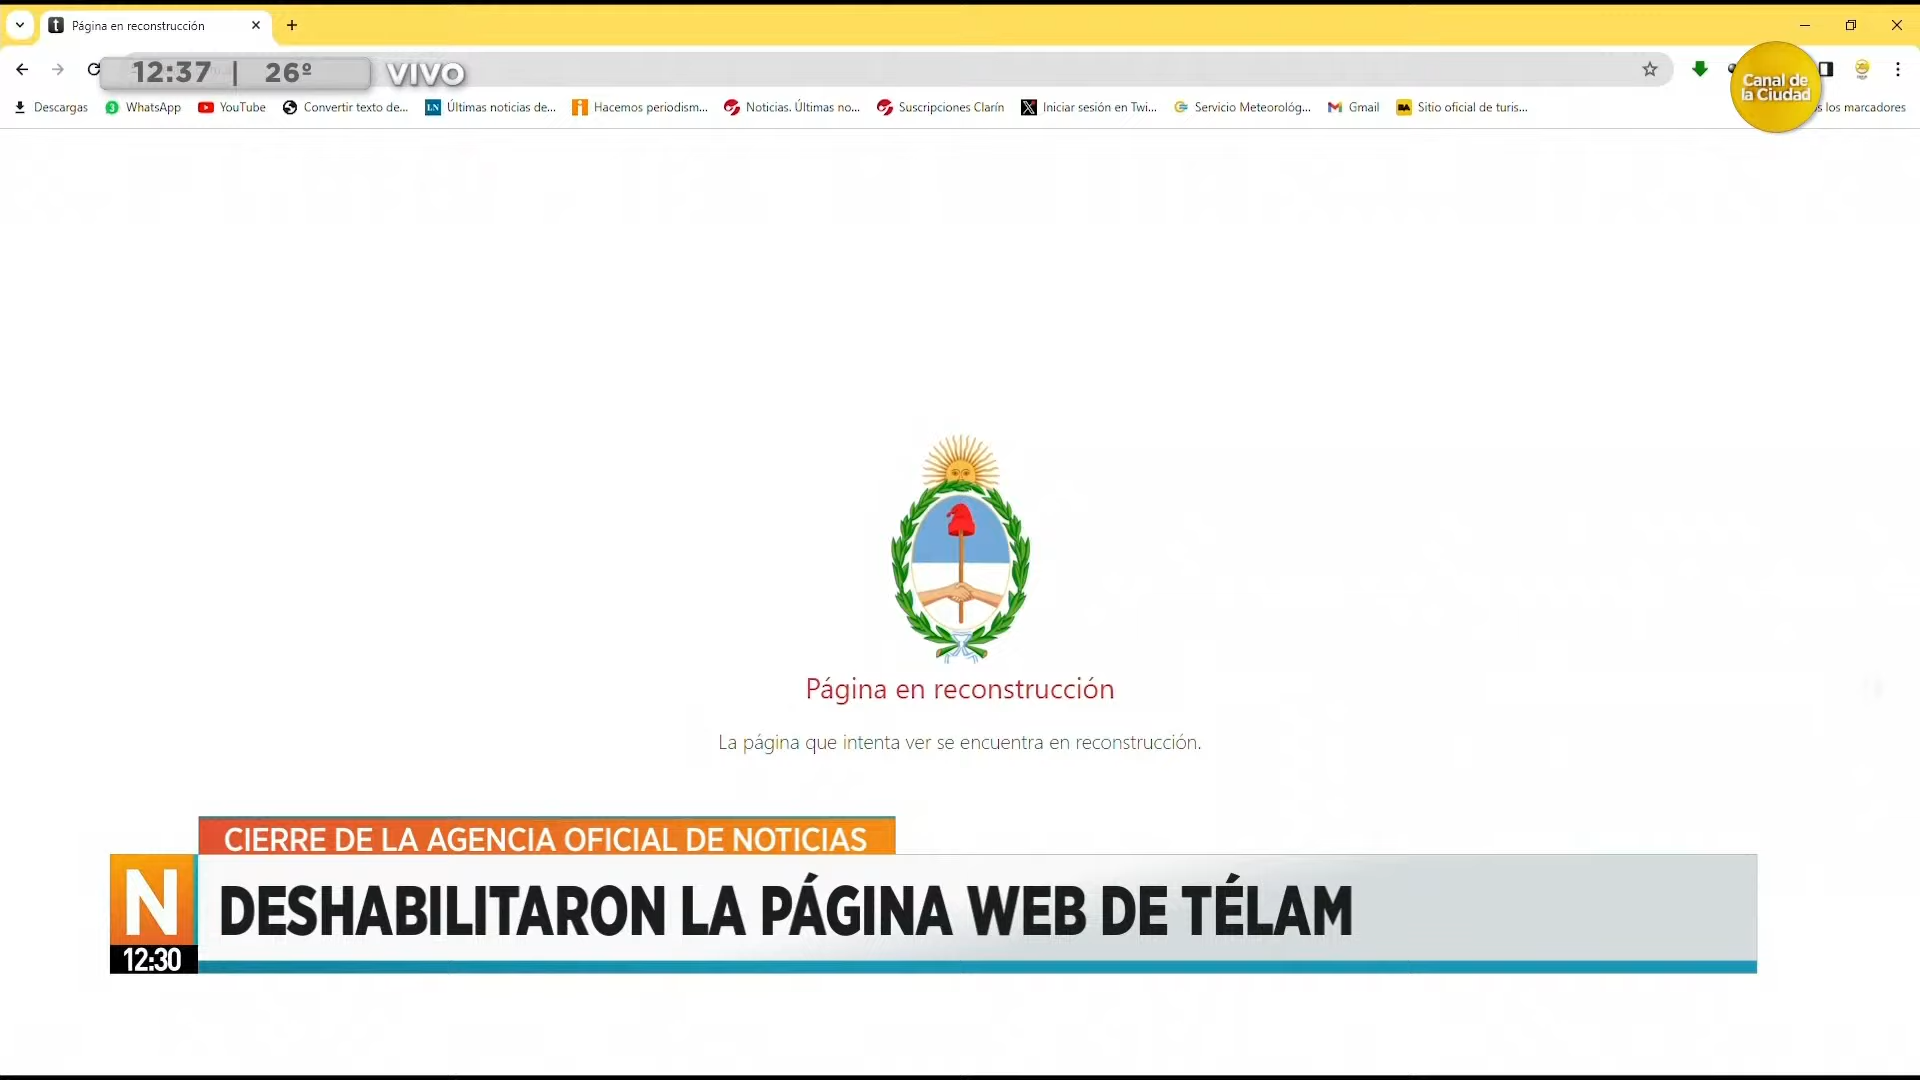 Página en reconstrucción
12:37 | 26º VIVO
Canal de
la Ciudad
Descargas WhatsApp YouTube Convertir texto de... Últimas noticias de... Hacemos periodism... Noticias. Últimas no... Suscripciones Clarín Iniciar sesión en Twi... Servicio Meteorológ... Gmail Sitio oficial de turis... los marcadores
Página en reconstrucción
La página que intenta ver se encuentra en reconstrucción.
CIERRE DE LA AGENCIA OFICIAL DE NOTICIAS
N
DESHABILITARON LA PÁGINA WEB DE TÉLAM
12:30